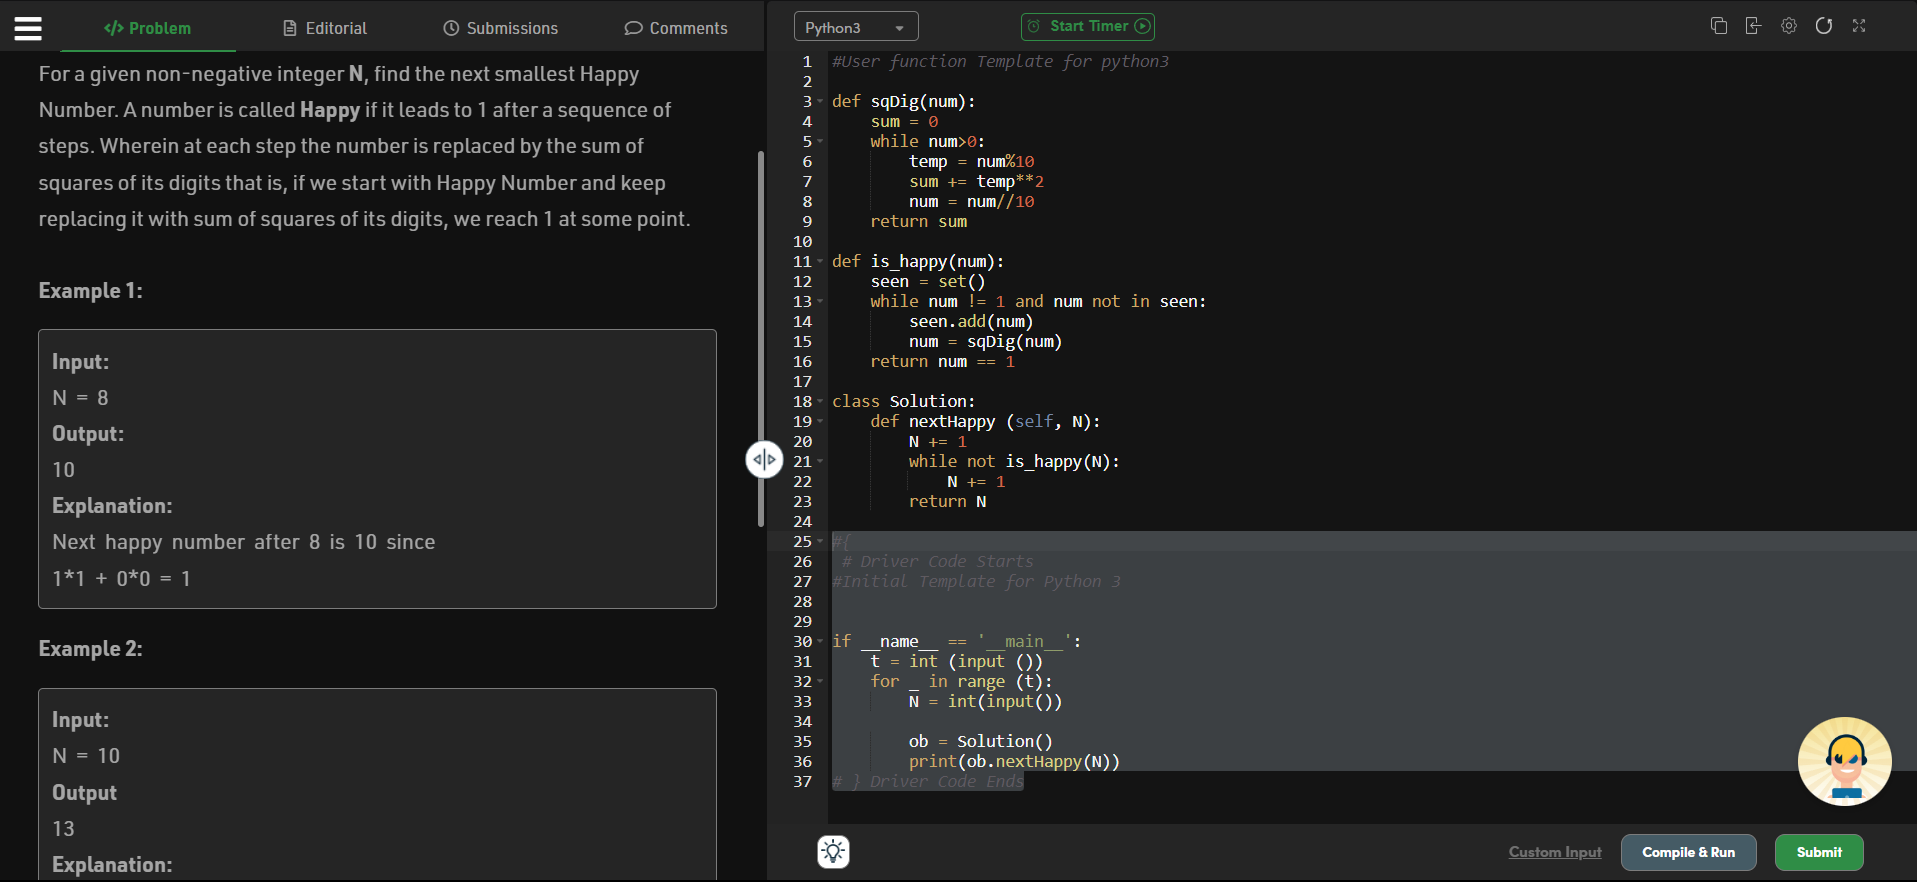 </> Problem
Editorial
Submissions
Comments
For a given non-negative integer N, find the next smallest Happy
Number. A number is called Happy if it leads to 1 after a sequence of
steps. Wherein at each step the number is replaced by the sum of
squares of its digits that is, if we start with Happy Number and keep
replacing it with sum of squares of its digits, we reach 1 at some point.
Example 1:
Input:
N = 8
Output:
10
Explanation:
Next happy number after 8 is 10 since
1*1 + 0*0 = 1
Example 2:
Input:
N = 10
Output
13
Explanation:
Python3
Start Timer
1 #User function Template for python3
2
3 def sqDig(num):
4     sum = 0
5     while num>0:
6         temp = num%10
7         sum += temp**2
8         num = num//10
9     return sum
10
11 def is_happy(num):
12     seen = set()
13     while num != 1 and num not in seen:
14         seen.add(num)
15         num = sqDig(num)
16     return num == 1
17
18 class Solution:
19     def nextHappy (self, N):
20         N += 1
21         while not is_happy(N):
22             N += 1
23         return N
24
25 #{
26  # Driver Code Starts
27 #Initial Template for Python 3
28
29
30 if __name__ == '__main__':
31     t = int (input ())
32     for _ in range (t):
33         N = int(input())
34
35         ob = Solution()
36         print(ob.nextHappy(N))
37 # } Driver Code Ends
Custom Input
Compile & Run
Submit